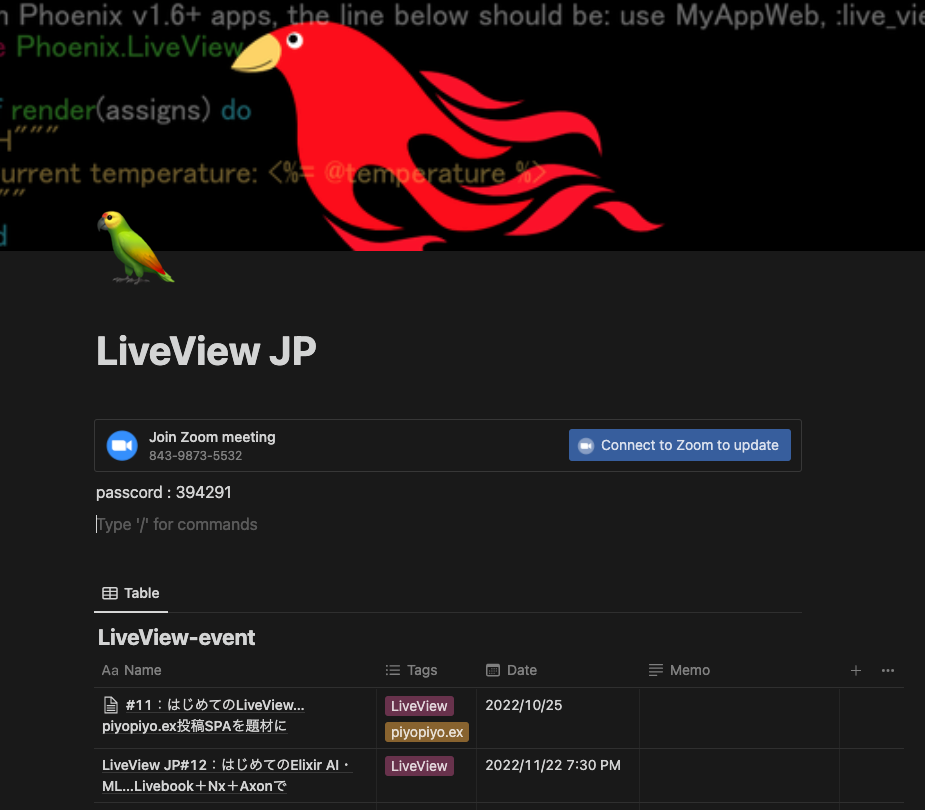 n Phoenix v1.6+ apps, the line below should be: use MyAppWeb, :live_vie
e Phoenix.LiveView
f render(assigns) do
H"""
urrent temperature: <%= @temperature %>
""
d
LiveView JP
Join Zoom meeting
843-9873-5532
Connect to Zoom to update
passcord : 394291
Type '/' for commands
Table
LiveView-event
Aa Name Tags Date Memo
#11：はじめてのLiveView... LiveView 2022/10/25
piyopiyo.ex投稿SPAを題材に piyopiyo.ex
LiveView JP#12：はじめてのElixir AI・ LiveView 2022/11/22 7:30 PM
ML...Livebook＋Nx＋Axonで